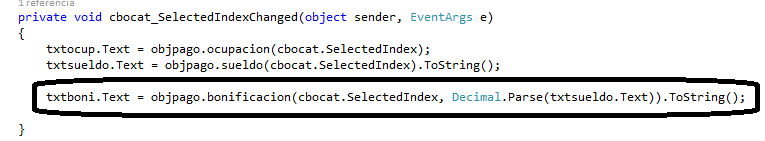 1 referencia
private void cbocat_SelectedIndexChanged(object sender, EventArgs e)
{
txtocup.Text = objpago.ocupacion(cbocat.SelectedIndex);
txtsueldo.Text = objpago.sueldo(cbocat.SelectedIndex).ToString();
txtboni.Text = objpago.bonificacion(cbocat.SelectedIndex, Decimal.Parse(txtsueldo.Text)).ToString();
}